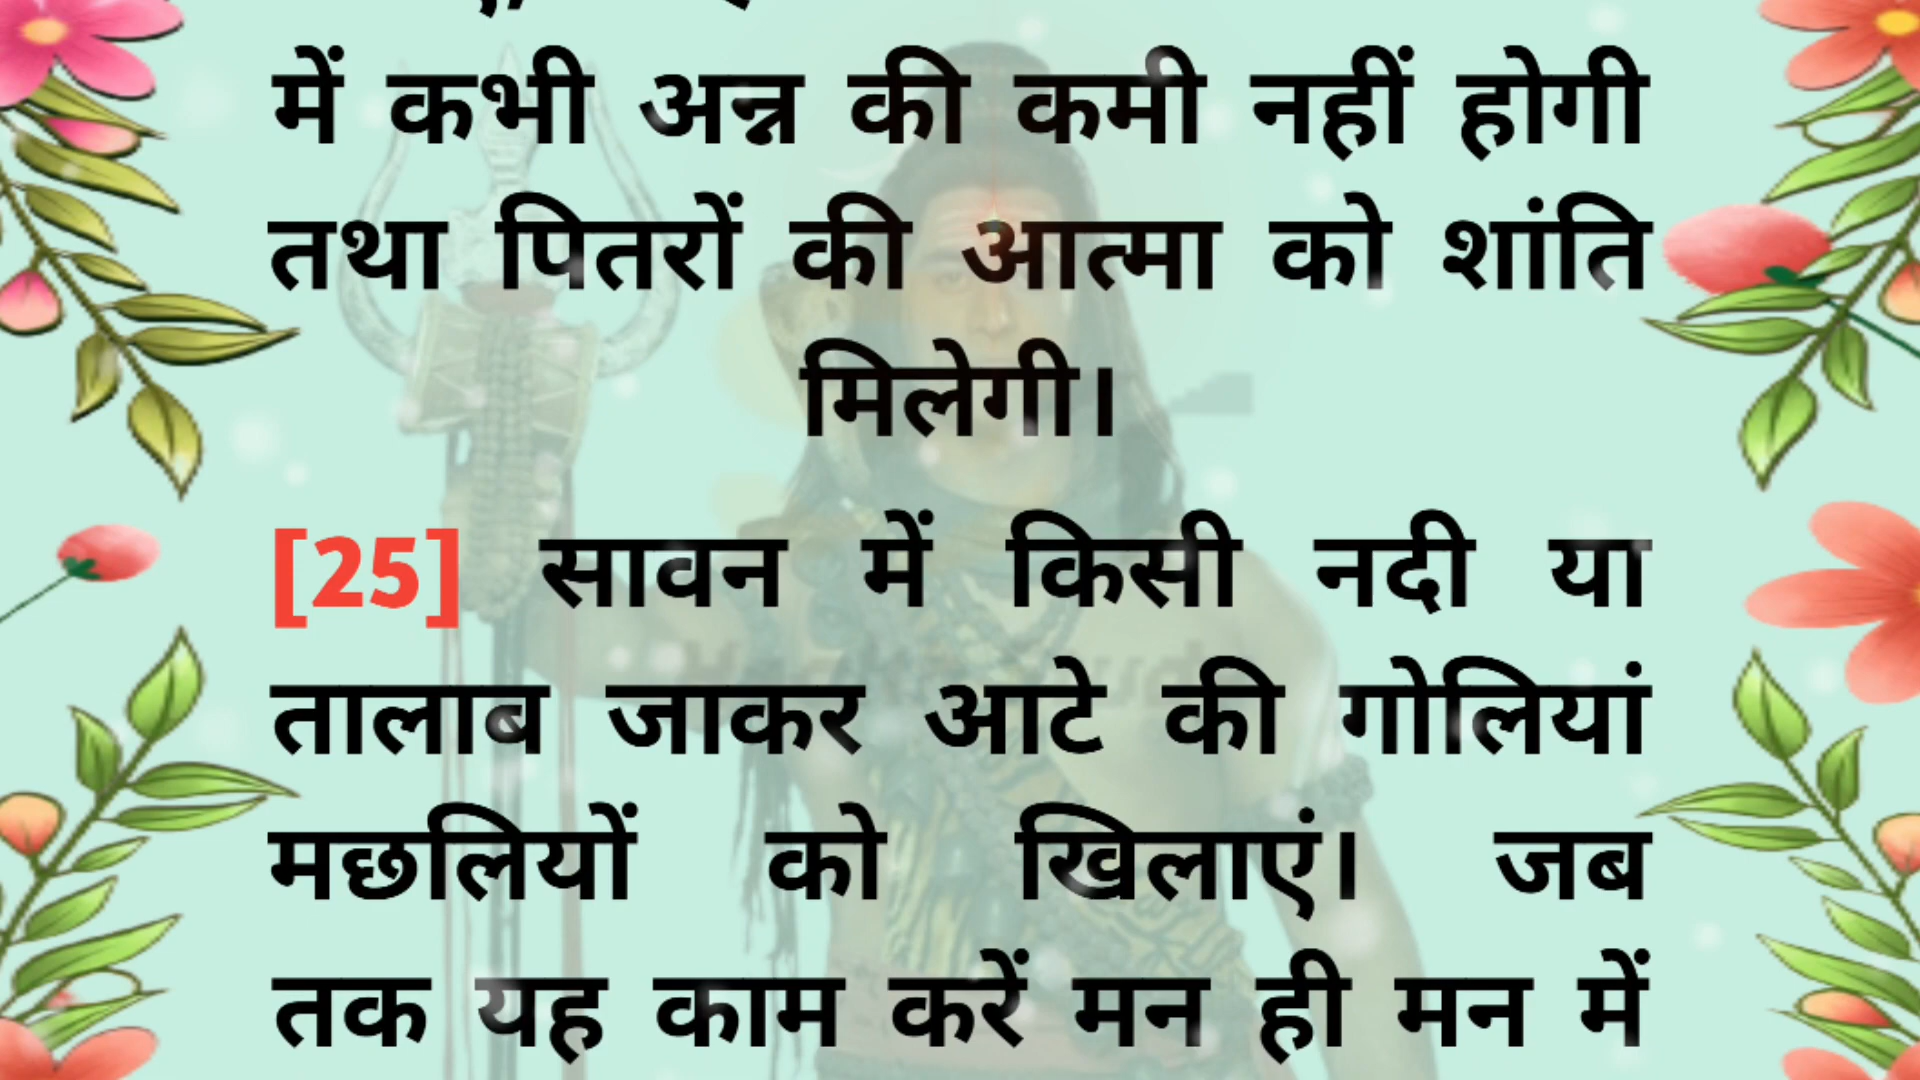 में कभी अन्न की कमी नहीं होगी
तथा पितरों की आत्मा को शांति
मिलेगी।
[25] सावन में किसी नदी या
तालाब जाकर आटे की गोलियां
मछलियों को खिलाएं। जब
तक यह काम करें मन ही मन में